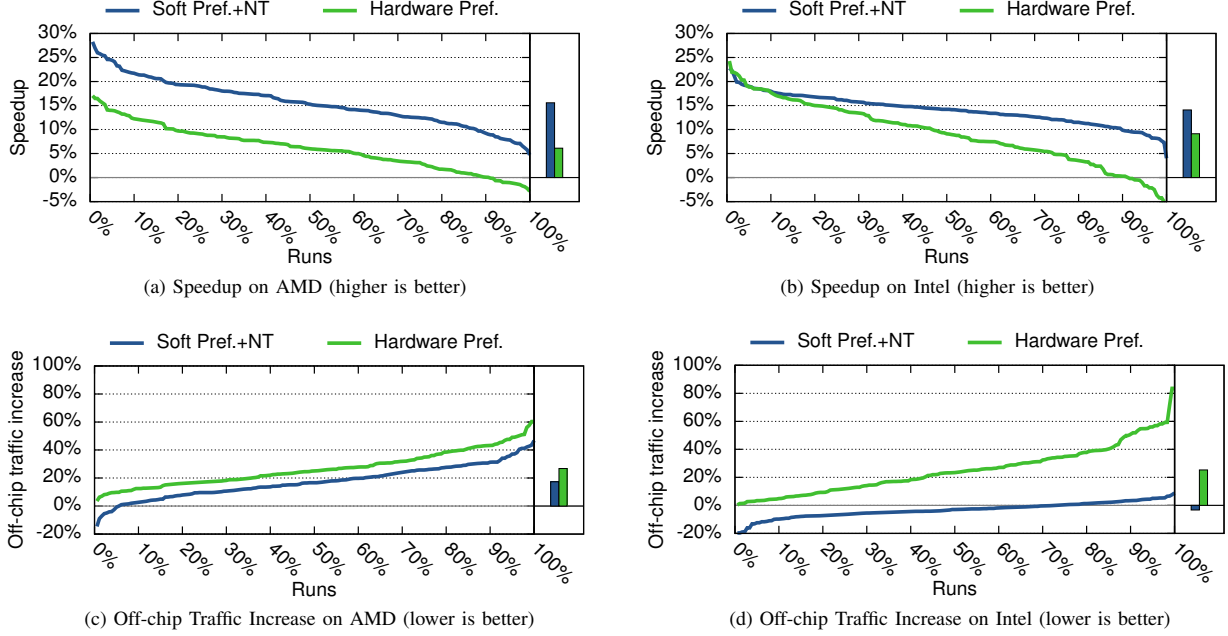 Soft Pref.+NT Hardware Pref.
30%
25%
20%
15%
10%
5%
0%
-5%
Speedup
0% 10% 20% 30% 40% 50% 60% 70% 80% 90% 100%
Runs
(a) Speedup on AMD (higher is better)
Soft Pref.+NT Hardware Pref.
30%
25%
20%
15%
10%
5%
0%
-5%
Speedup
0% 10% 20% 30% 40% 50% 60% 70% 80% 90% 100%
Runs
(b) Speedup on Intel (higher is better)
Soft Pref.+NT Hardware Pref.
100%
80%
60%
40%
20%
0%
-20%
Off-chip traffic increase
0% 10% 20% 30% 40% 50% 60% 70% 80% 90% 100%
Runs
(c) Off-chip Traffic Increase on AMD (lower is better)
Soft Pref.+NT Hardware Pref.
100%
80%
60%
40%
20%
0%
-20%
Off-chip traffic increase
0% 10% 20% 30% 40% 50% 60% 70% 80% 90% 100%
Runs
(d) Off-chip Traffic Increase on Intel (lower is better)